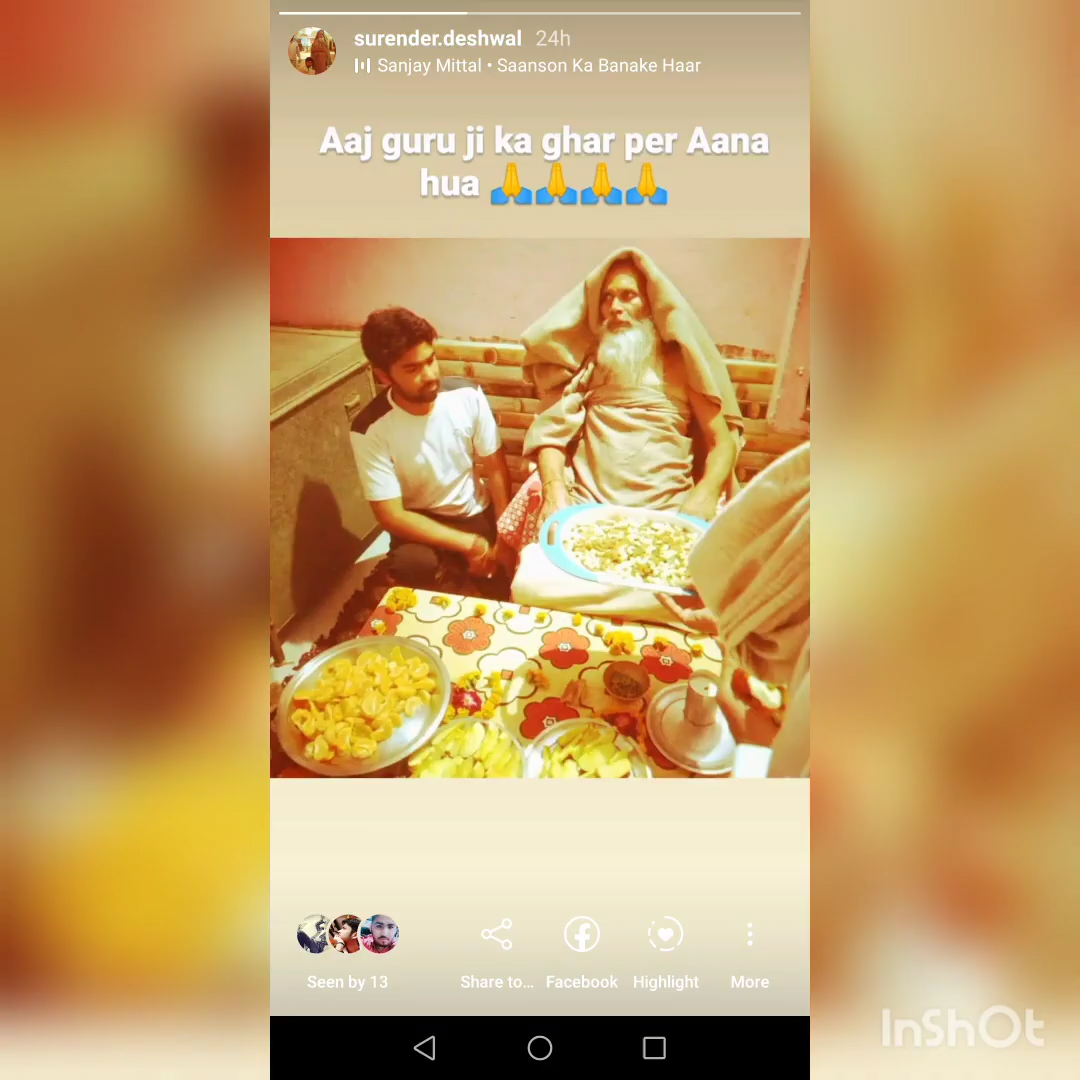 surender.deshwal 24h
Sanjay Mittal • Saanson Ka Banake Haar
Aaj guru ji ka ghar per Aana
hua 🙏🙏🙏🙏
Seen by 13
Share to...
Facebook
Highlight
More
InShOt